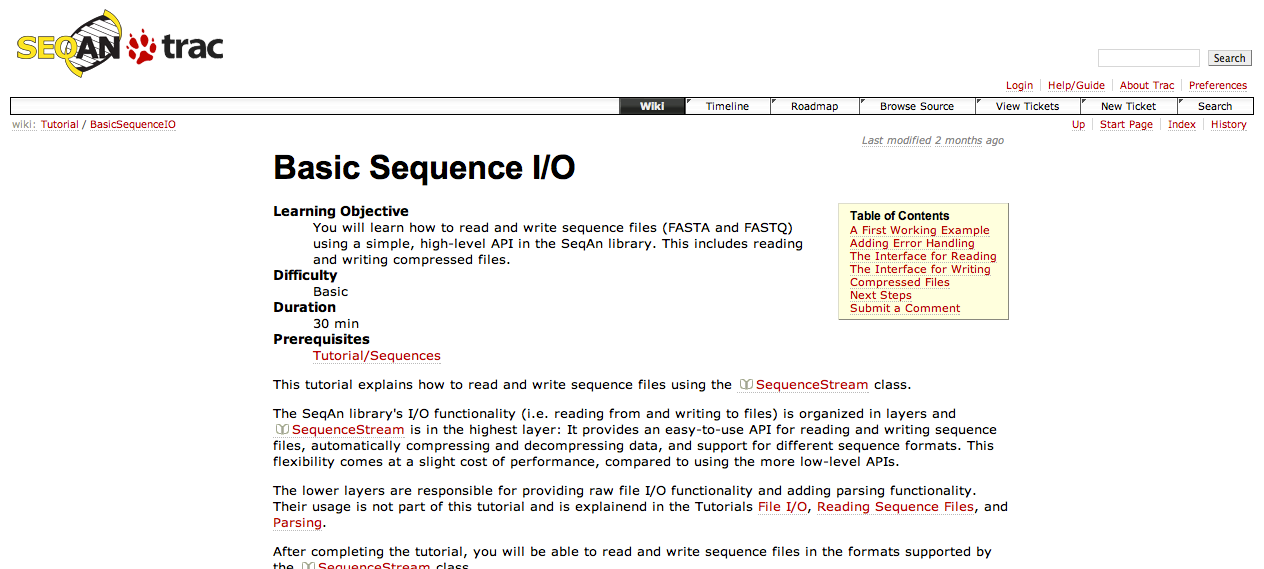 SEQAN trac
Search
Login Help/Guide About Trac Preferences
Wiki Timeline Roadmap Browse Source View Tickets New Ticket Search
wiki: Tutorial / BasicSequenceIO
Up Start Page Index History
Last modified 2 months ago
Basic Sequence I/O
Learning Objective
You will learn how to read and write sequence files (FASTA and FASTQ)
using a simple, high-level API in the SeqAn library. This includes reading
and writing compressed files.
Difficulty
Basic
Duration
30 min
Prerequisites
Tutorial/Sequences
Table of Contents
A First Working Example
Adding Error Handling
The Interface for Reading
The Interface for Writing
Compressed Files
Next Steps
Submit a Comment
This tutorial explains how to read and write sequence files using the SequenceStream class.
The SeqAn library's I/O functionality (i.e. reading from and writing to files) is organized in layers and
SequenceStream is in the highest layer: It provides an easy-to-use API for reading and writing sequence
files, automatically compressing and decompressing data, and support for different sequence formats. This
flexibility comes at a slight cost of performance, compared to using the more low-level APIs.
The lower layers are responsible for providing raw file I/O functionality and adding parsing functionality.
Their usage is not part of this tutorial and is explainend in the Tutorials File I/O, Reading Sequence Files, and
Parsing.
After completing the tutorial, you will be able to read and write sequence files in the formats supported by
the SequenceStream class.